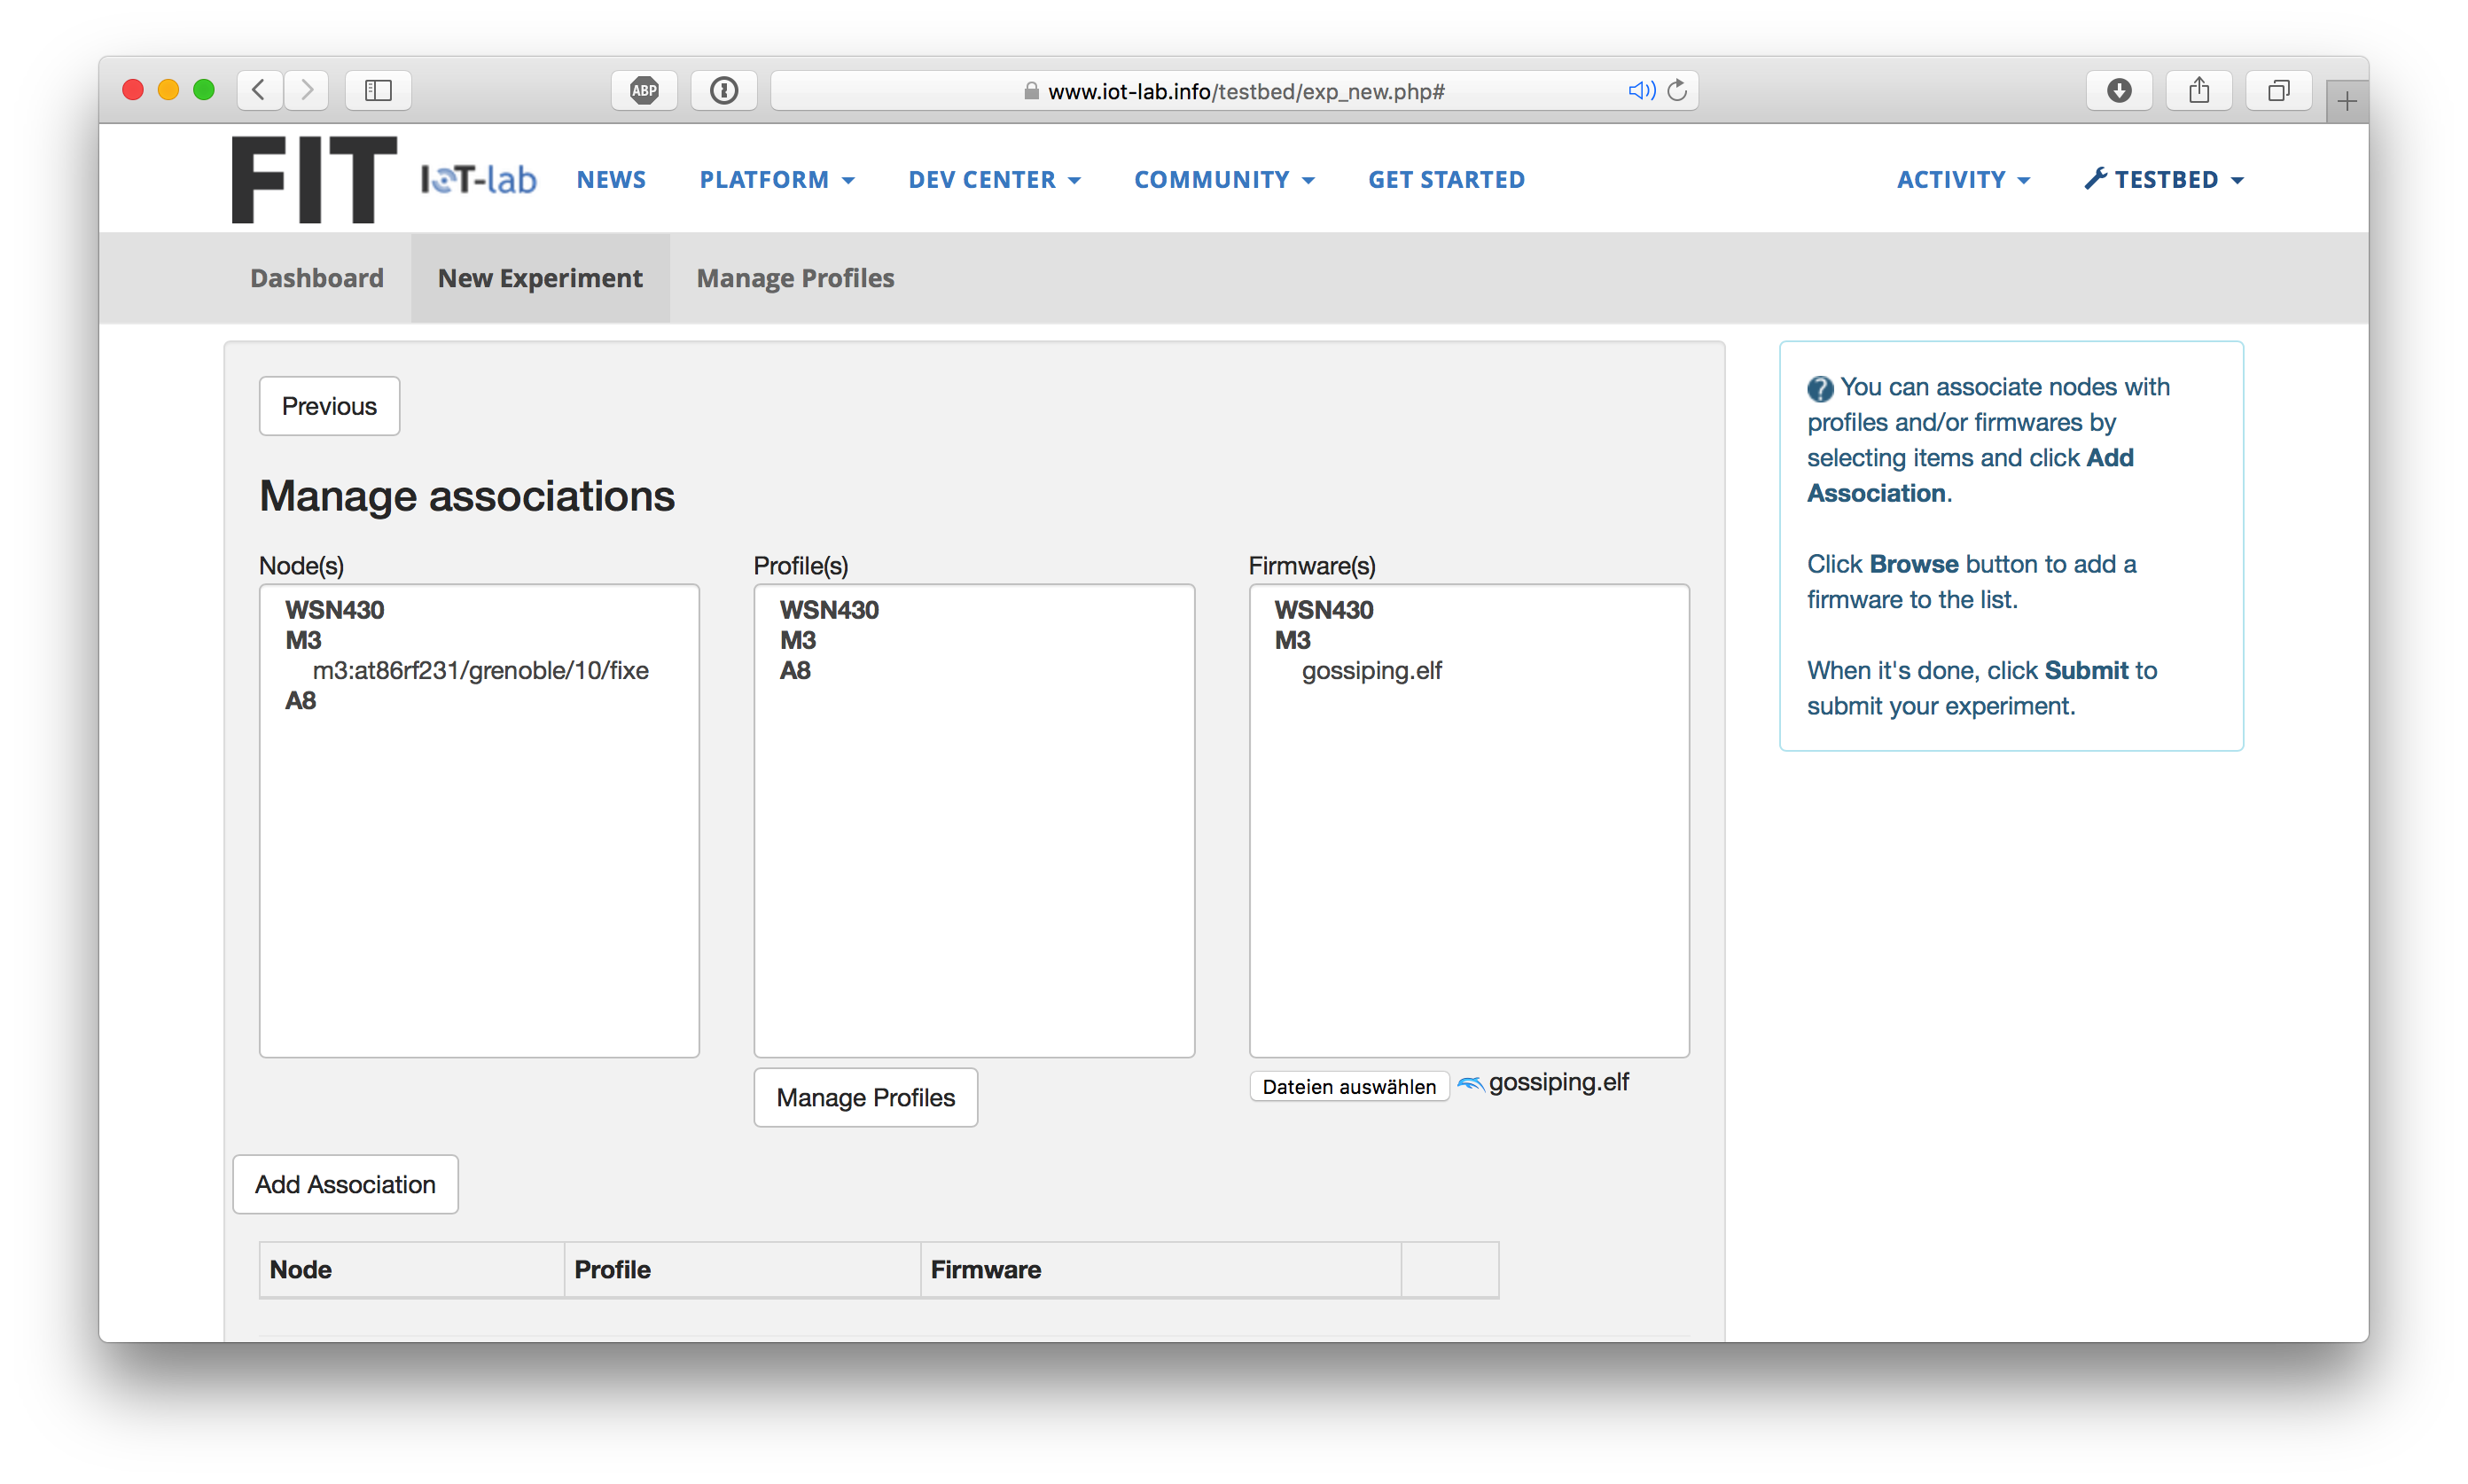 ABP
www.iot-lab.info/testbed/exp_new.php#
FIT IoT-lab NEWS PLATFORM DEV CENTER COMMUNITY GET STARTED ACTIVITY TESTBED
Dashboard New Experiment Manage Profiles
Previous
Manage associations
Node(s)
WSN430
M3
m3:at86rf231/grenoble/10/fixe
A8
Profile(s)
WSN430
M3
A8
Manage Profiles
Firmware(s)
WSN430
M3
gossiping.elf
Dateien auswählen gossiping.elf
Add Association
Node Profile Firmware
? You can associate nodes with
profiles and/or firmwares by
selecting items and click Add
Association.
Click Browse button to add a
firmware to the list.
When it's done, click Submit to
submit your experiment.